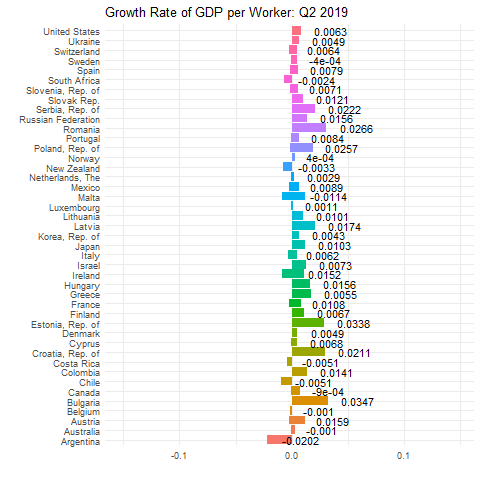 Growth Rate of GDP per Worker: Q2 2019
United States 0.0063
Ukraine 0.0049
Switzerland 0.0064
Sweden -4e-04
Spain 0.0079
South Africa -0.0024
Slovenia, Rep. of 0.0071
Slovak Rep. 0.0121
Serbia, Rep. of 0.0222
Russian Federation 0.0156
Romania 0.0266
Portugal 0.0084
Poland, Rep. of 0.0257
Norway 4e-04
New Zealand -0.0033
Netherlands, The 0.0029
Mexico 0.0089
Malta -0.0114
Luxembourg 0.0011
Lithuania 0.0101
Latvia 0.0174
Korea, Rep. of 0.0043
Japan 0.0103
Italy 0.0062
Israel 0.0073
Ireland 0.0152
Hungary 0.0156
Greece 0.0055
France 0.0108
Finland 0.0067
Estonia, Rep. of 0.0338
Denmark 0.0049
Cyprus 0.0068
Croatia, Rep. of 0.0211
Costa Rica -0.0051
Colombia 0.0141
Chile -0.0051
Canada -9e-04
Bulgaria 0.0347
Belgium -0.001
Austria 0.0159
Australia -0.001
Argentina -0.0202
-0.1 0.0 0.1